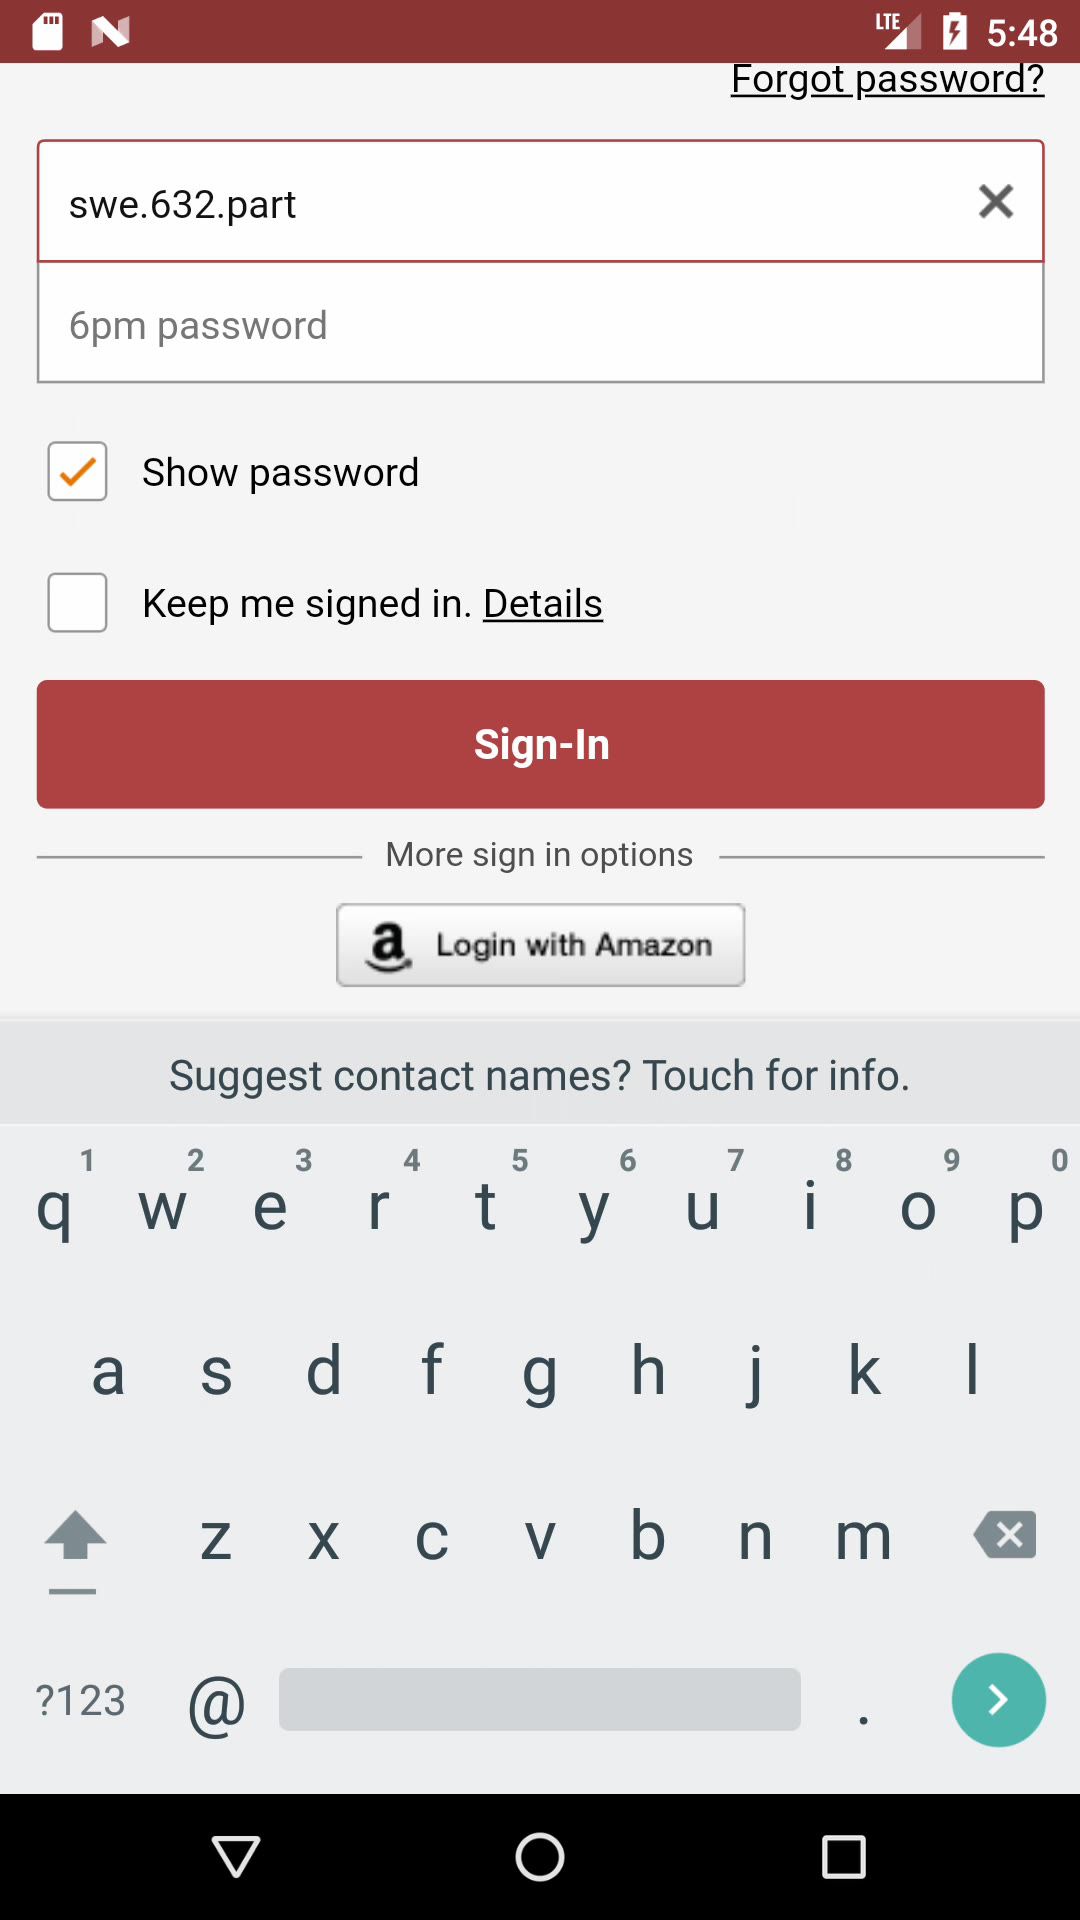 LTE 5:48
Forgot password?
swe.632.part
6pm password
Show password
Keep me signed in. Details
Sign-In
More sign in options
a Login with Amazon
Suggest contact names? Touch for info.
1 2 3 4 5 6 7 8 9 0
q w e r t y u i o p
a s d f g h j k l
z x c v b n m
?123 @ .